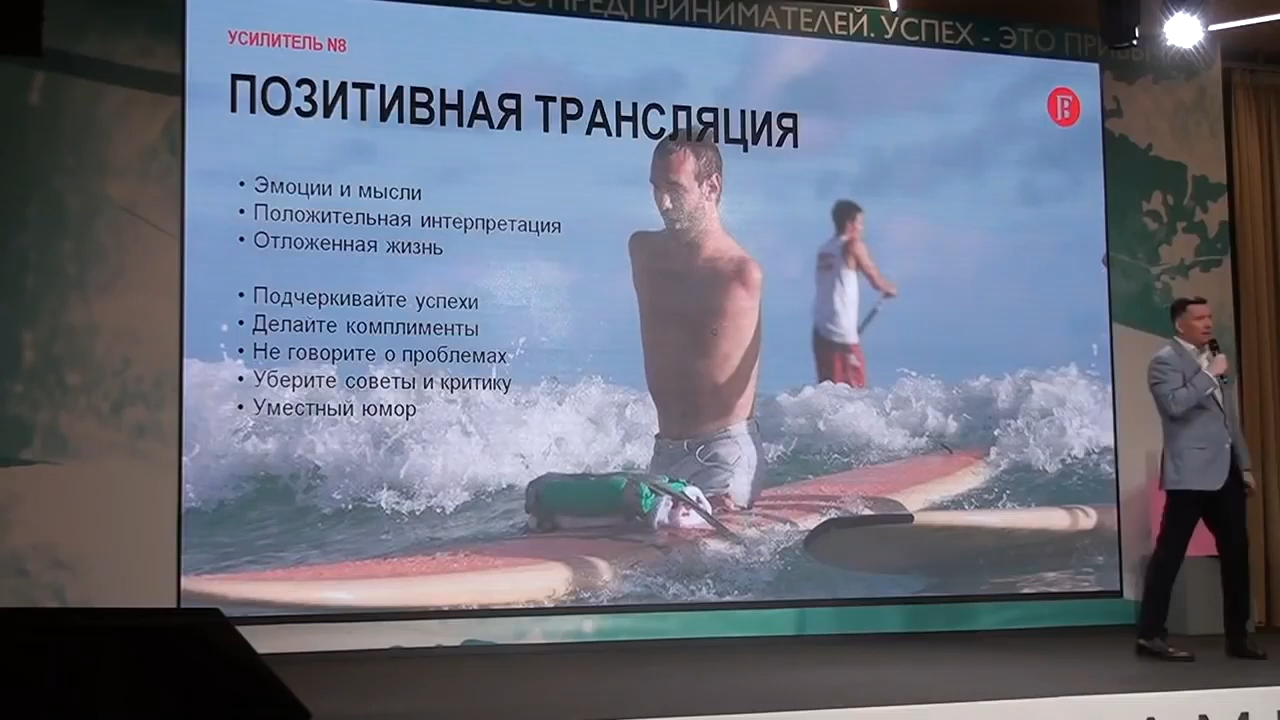 ПРЕДПРИНИМАТЕЛЕЙ. УСПЕХ - ЭТО
УСИЛИТЕЛЬ N8
ПОЗИТИВНАЯ ТРАНСЛЯЦИЯ
• Эмоции и мысли
• Положительная интерпретация
• Отложенная жизнь
• Подчеркивайте успехи
• Делайте комплименты
• Не говорите о проблемах
• Уберите советы и критику
• Уместный юмор